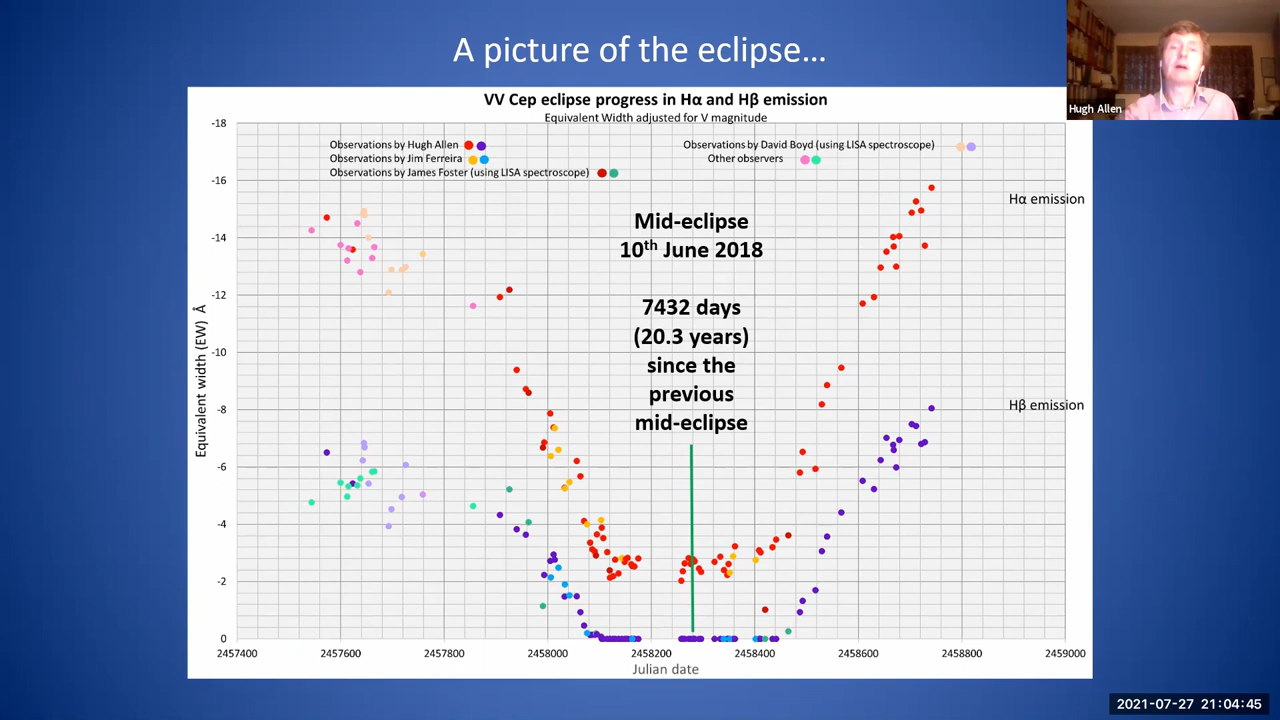 A picture of the eclipse…
Hugh Allen
VV Cep eclipse progress in Hα and Hβ emission
Equivalent Width adjusted for V magnitude
Observations by Hugh Allen
Observations by Jim Ferreira
Observations by James Foster (using LISA spectroscope)
Observations by David Boyd (using LISA spectroscope)
Other observers
Mid-eclipse
10th June 2018
7432 days
(20.3 years)
since the
previous
mid-eclipse
Hα emission
Hβ emission
Equivalent width (EW) Å
-18
-16
-14
-12
-10
-8
-6
-4
-2
0
2457400 2457600 2457800 2458000 2458200 2458400 2458600 2458800 2459000
Julian date
2021-07-27 21:04:45